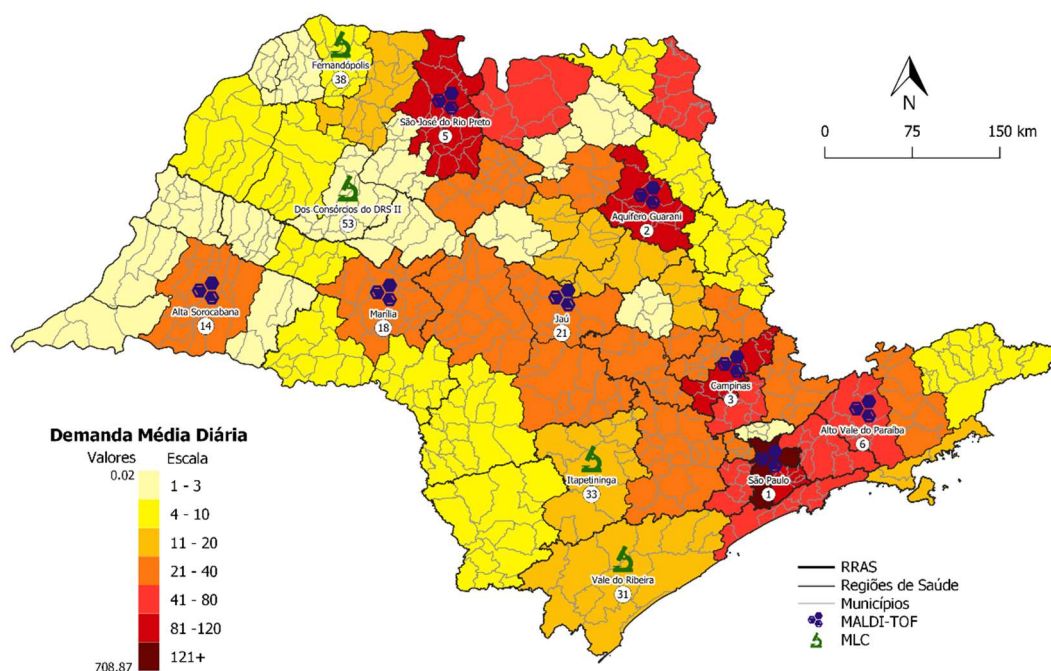 Fernandópolis
38
São José do Rio Preto
5
N
0 75 150 km
Dos Consórcios do DRS II
53
Aquífero Guarani
2
Alta Sorocabana
14
Marília
18
Jaú
21
Campinas
3
Alto Vale do Paraíba
6
São Paulo
1
Itapetininga
33
Vale do Ribeira
31
Demanda Média Diária
Valores Escala
0.02
1 - 3
4 - 10
11 - 20
21 - 40
41 - 80
81 -120
121+
708.87
RRAS
Regiões de Saúde
Municípios
MALDI-TOF
MLC